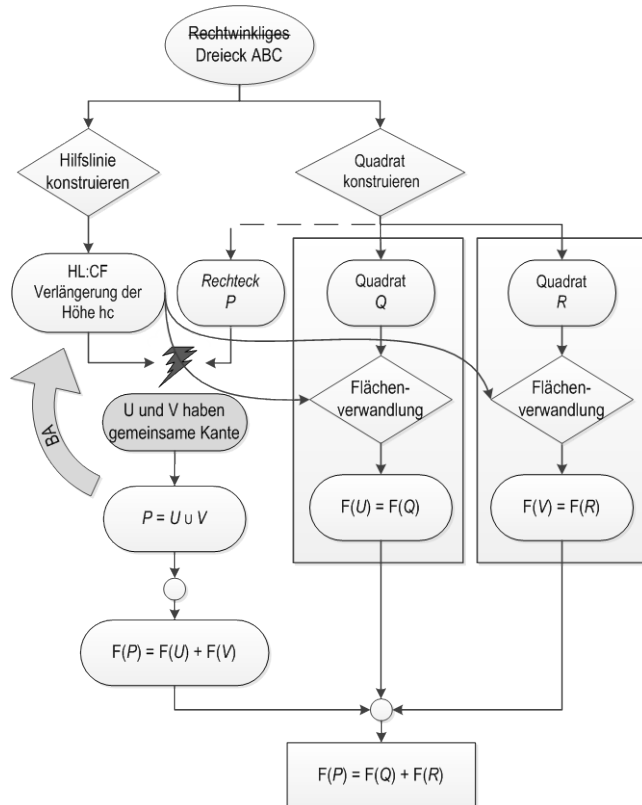 Rechtwinkliges
Dreieck ABC
Hilfslinie
konstruieren
Quadrat
konstruieren
HL:CF
Verlängerung der
Höhe hc
Rechteck
P
Quadrat
Q
Quadrat
R
BA
U und V haben
gemeinsame Kante
Flächen-
verwandlung
Flächen-
verwandlung
P = U ∪ V
F(U) = F(Q)
F(V) = F(R)
F(P) = F(U) + F(V)
F(P) = F(Q) + F(R)